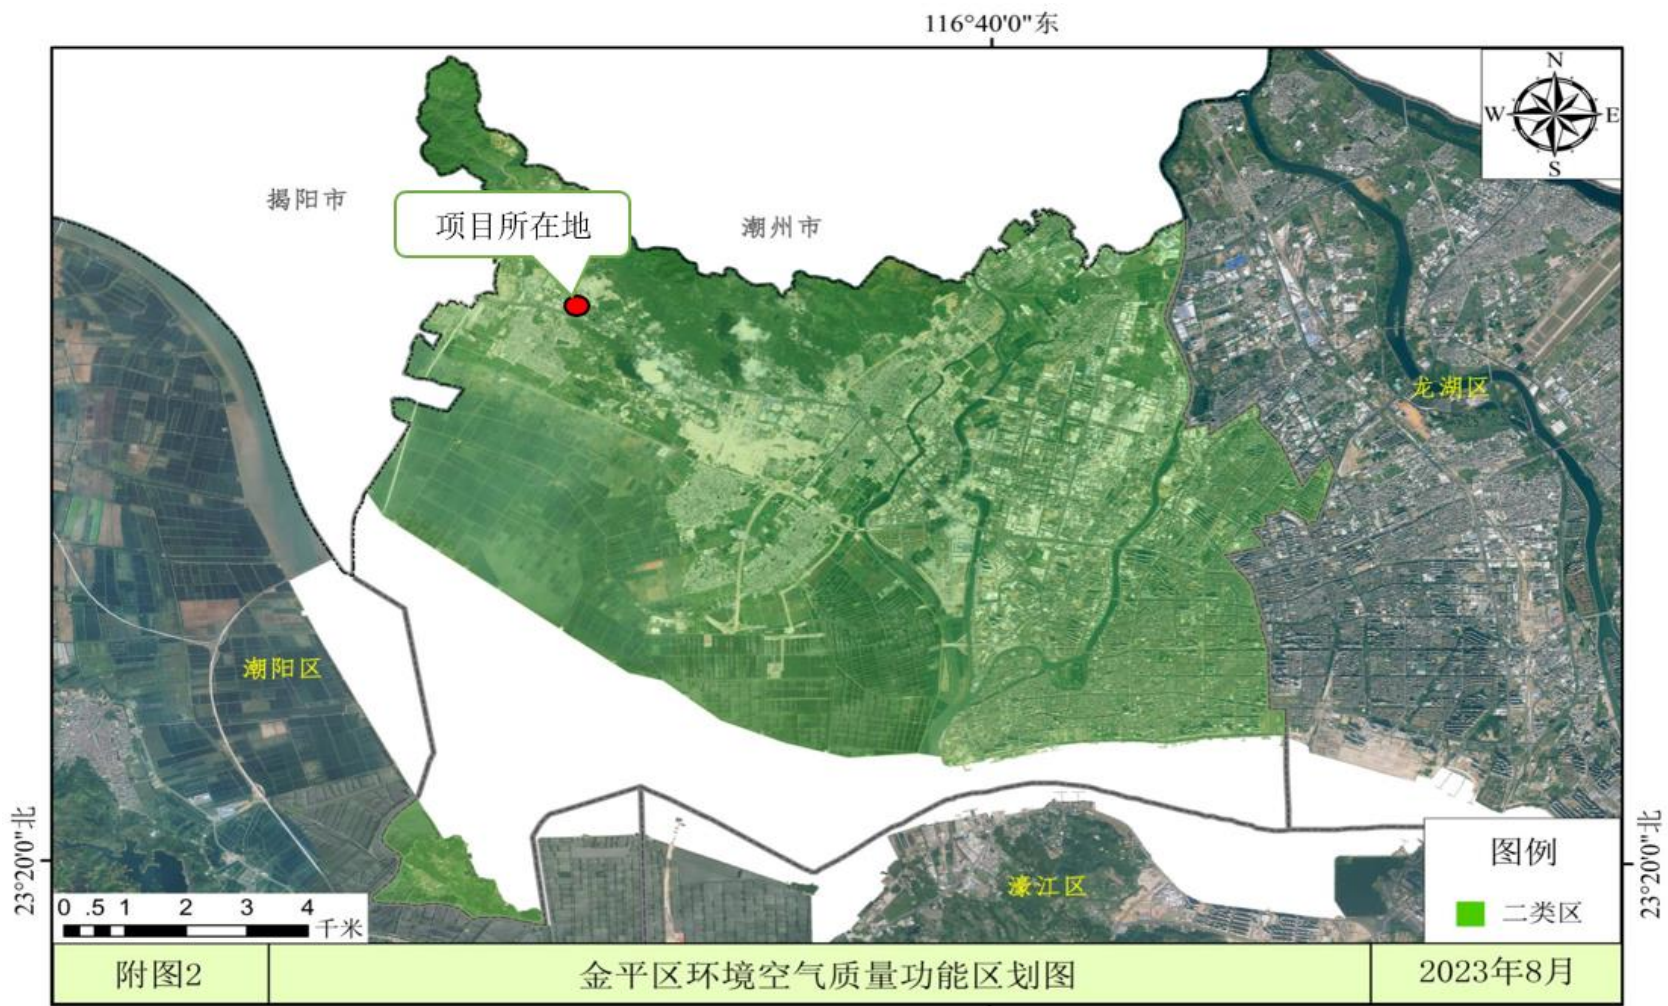 116°40'0"东
N
W
E
S
揭阳市
项目所在地
潮州市
龙湖区
潮阳区
濠江区
23°20'0"北
23°20'0"北
图例
二类区
0 .5 1 2 3 4
千米
附图2
金平区环境空气质量功能区划图
2023年8月